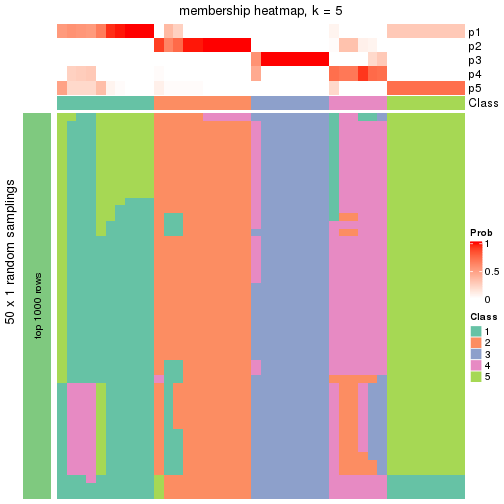 membership heatmap, k = 5
p1
p2
p3
p4
p5
Class
50 x 1 random samplings
top 1000 rows
Prob
1
0.5
0
Class
1
2
3
4
5